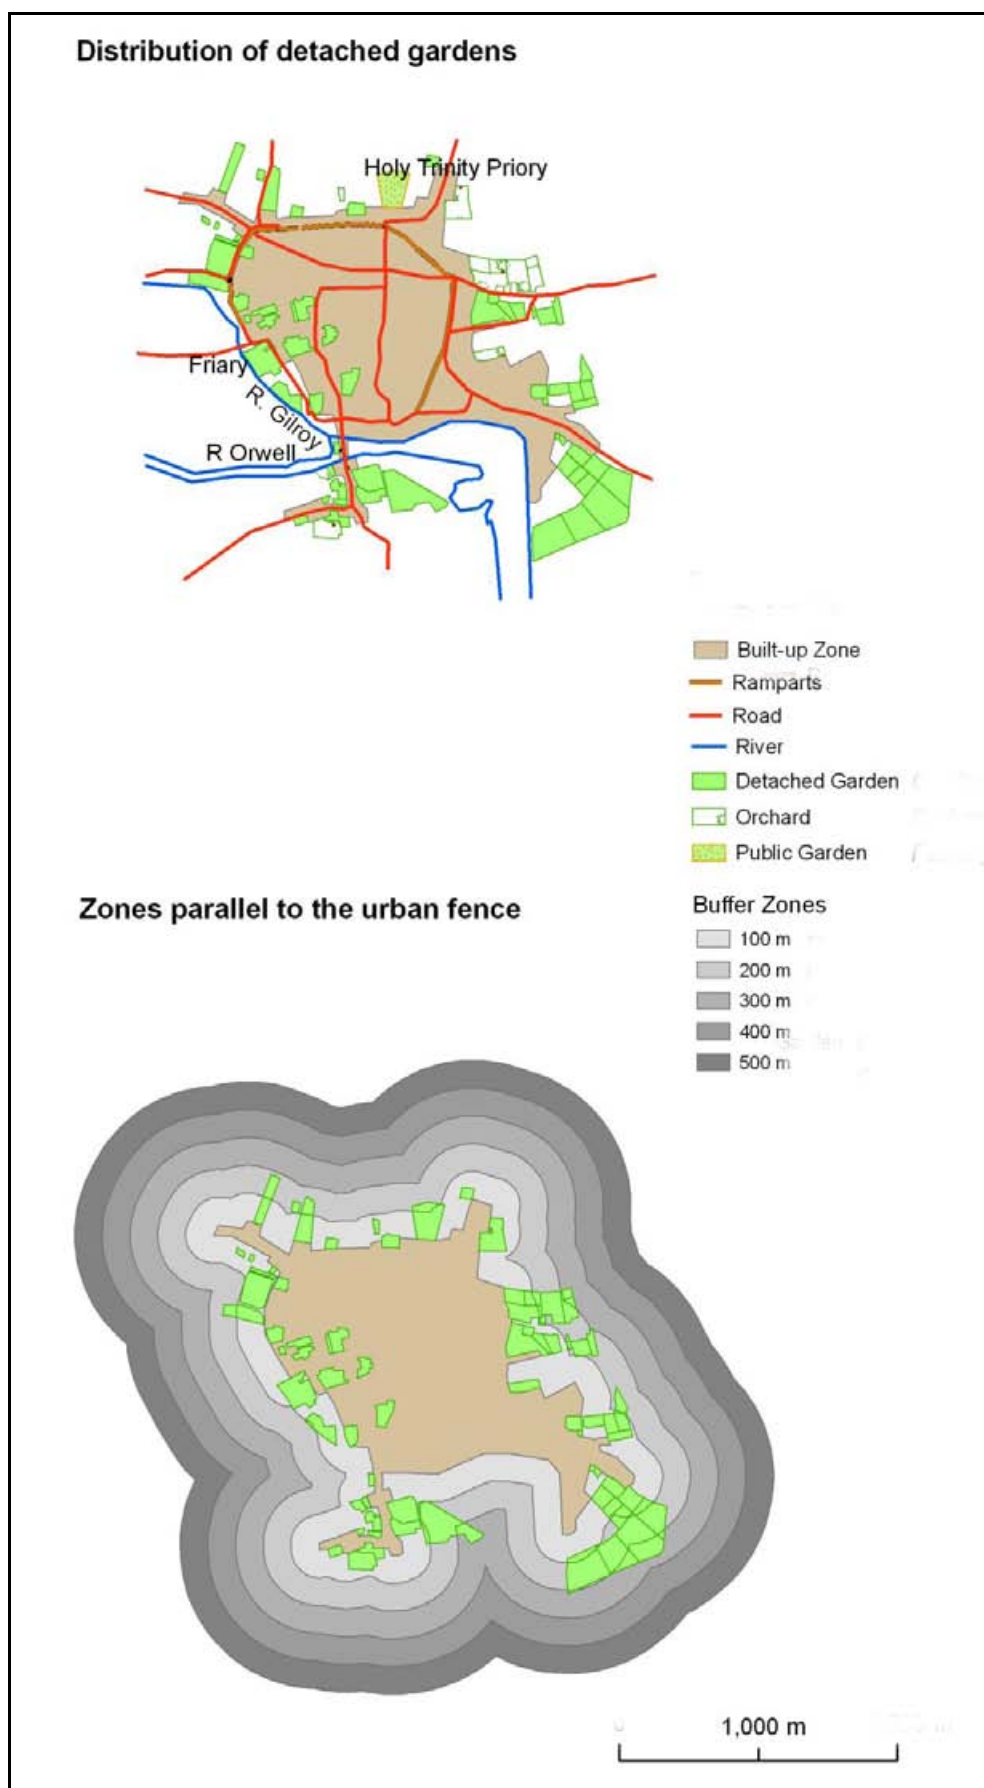 Distribution of detached gardens
Holy Trinity Priory
Friary
R. Gilroy
R Orwell
Built-up Zone
Ramparts
Road
River
Detached Garden
Orchard
Public Garden
Zones parallel to the urban fence
Buffer Zones
100 m
200 m
300 m
400 m
500 m
1,000 m